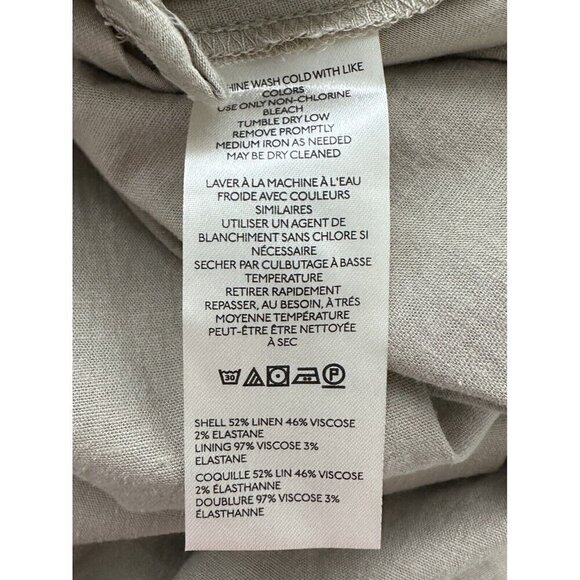 HINE WASH COLD WITH LIKE
COLORS
USE ONLY NON-CHLORINE
BLEACH
TUMBLE DRY LOW
REMOVE PROMPTLY
MEDIUM IRON AS NEEDED
MAY BE DRY CLEANED
LAVER À LA MACHINE À L'EAU
FROIDE AVEC COULEURS
SIMILAIRES
UTILISER UN AGENT DE
BLANCHIMENT SANS CHLORE SI
NÉCESSAIRE
SECHER PAR CULBUTAGE À BASSE
TEMPERATURE
RETIRER RAPIDEMENT
REPASSER, AU BESOIN, À TRÉS
MOYENNE TEMPÉRATURE
PEUT-ÊTRE ÊTRE NETTOYÉE
À SEC
30 P
SHELL 52% LINEN 46% VISCOSE
2% ELASTANE
LINING 97% VISCOSE 3%
ELASTANE
COQUILLE 52% LIN 46% VISCOSE
2% ÉLASTHANNE
DOUBLURE 97% VISCOSE 3%
ÉLASTHANNE